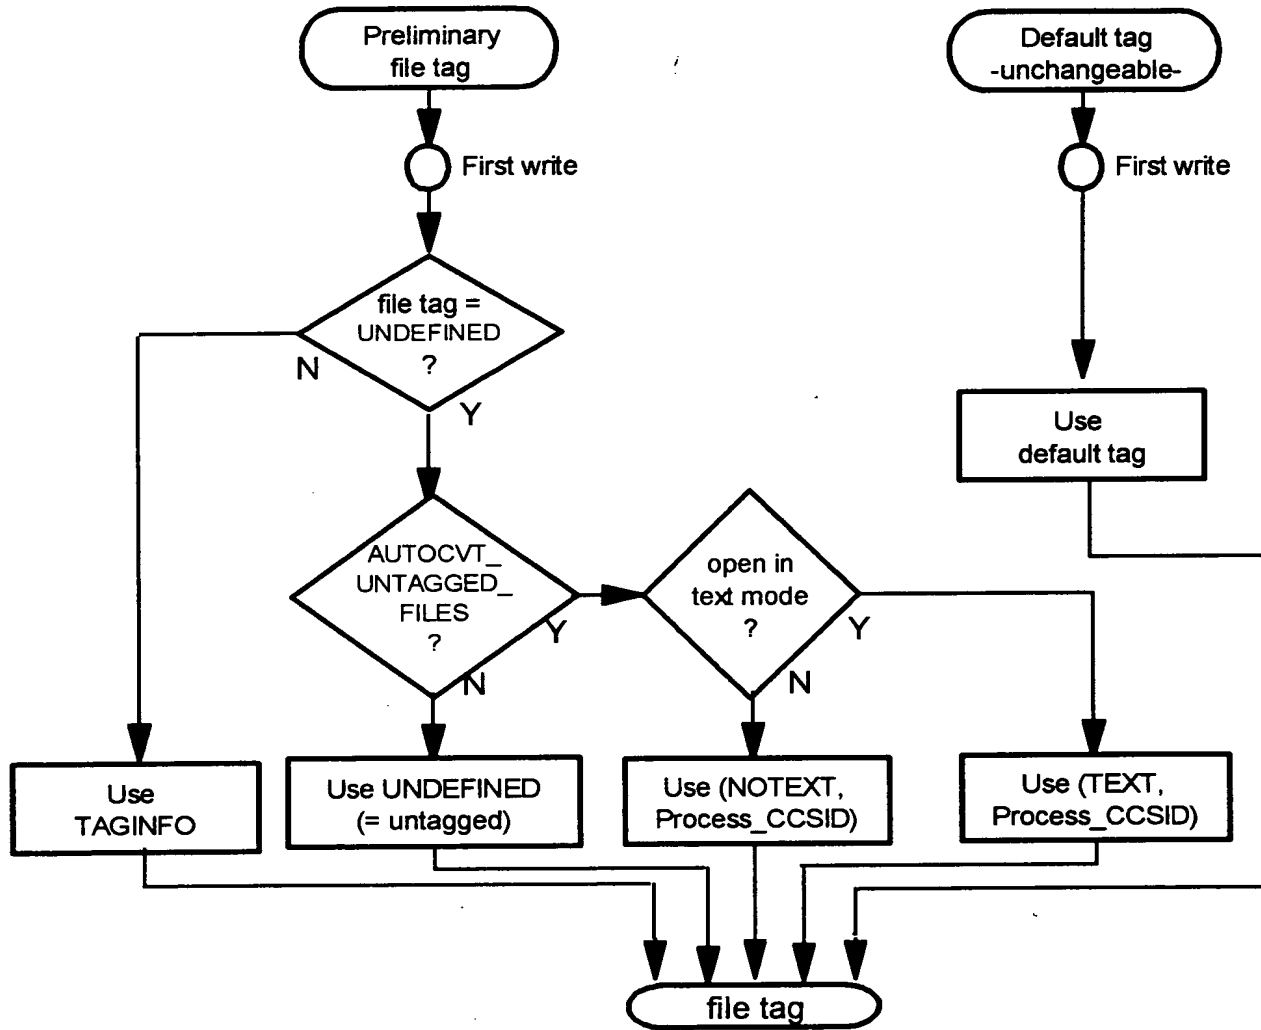 Preliminary
file tag
Default tag
-unchangeable-
First write
First write
file tag =
UNDEFINED
?
N
Y
Use
default tag
AUTOCVT_
UNTAGGED_
FILES
?
Y
N
open in
text mode
?
Y
N
Use
TAGINFO
Use UNDEFINED
(= untagged)
Use (NOTEXT,
Process_CCSID)
Use (TEXT,
Process_CCSID)
file tag